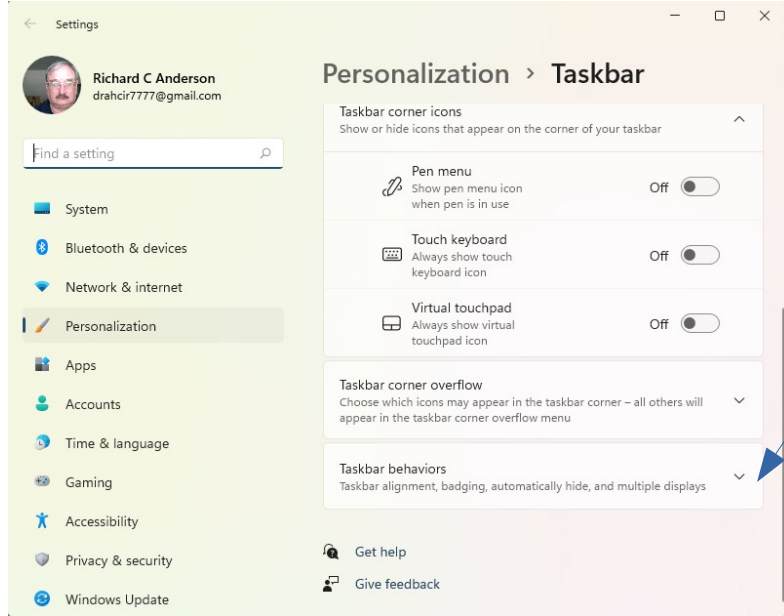 Settings
Richard C Anderson
drahcir7777@gmail.com
Find a setting
System
Bluetooth & devices
Network & internet
Personalization
Apps
Accounts
Time & language
Gaming
Accessibility
Privacy & security
Windows Update
Personalization > Taskbar
Taskbar corner icons
Show or hide icons that appear on the corner of your taskbar
Pen menu
Show pen menu icon
when pen is in use
Off
Touch keyboard
Always show touch
keyboard icon
Off
Virtual touchpad
Always show virtual
touchpad icon
Off
Taskbar corner overflow
Choose which icons may appear in the taskbar corner – all others will
appear in the taskbar corner overflow menu
Taskbar behaviors
Taskbar alignment, badging, automatically hide, and multiple displays
Get help
Give feedback